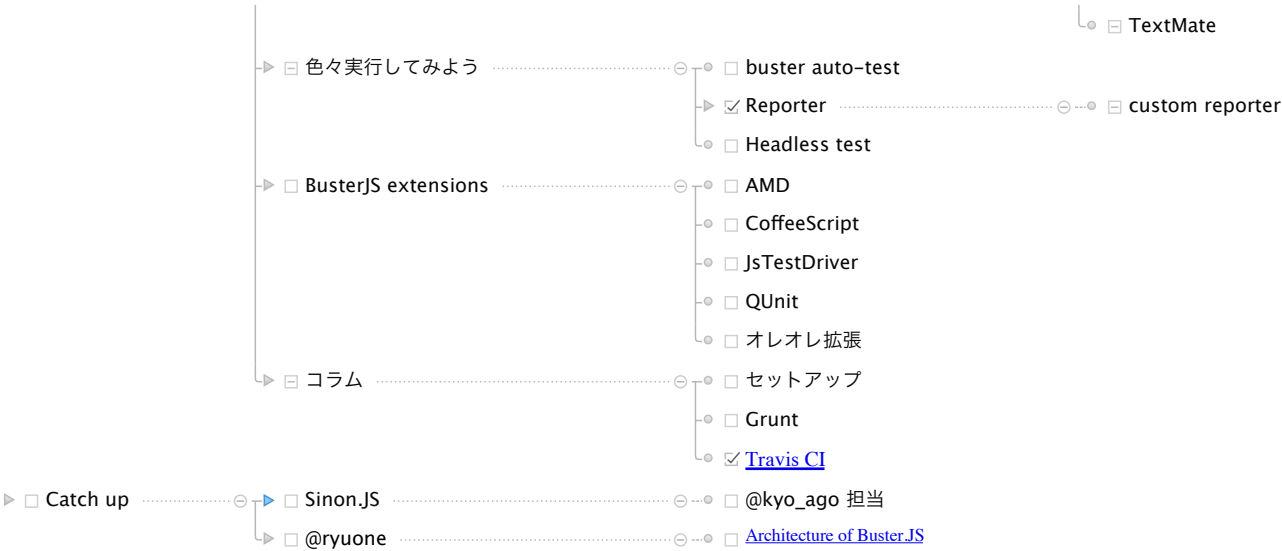 TextMate
色々実行してみよう
buster auto-test
Reporter
custom reporter
Headless test
BusterJS extensions
AMD
CoffeeScript
JsTestDriver
QUnit
オレオレ拡張
コラム
セットアップ
Grunt
Travis CI
Catch up
Sinon.JS
@kyo_ago 担当
@ryuone
Architecture of Buster.JS